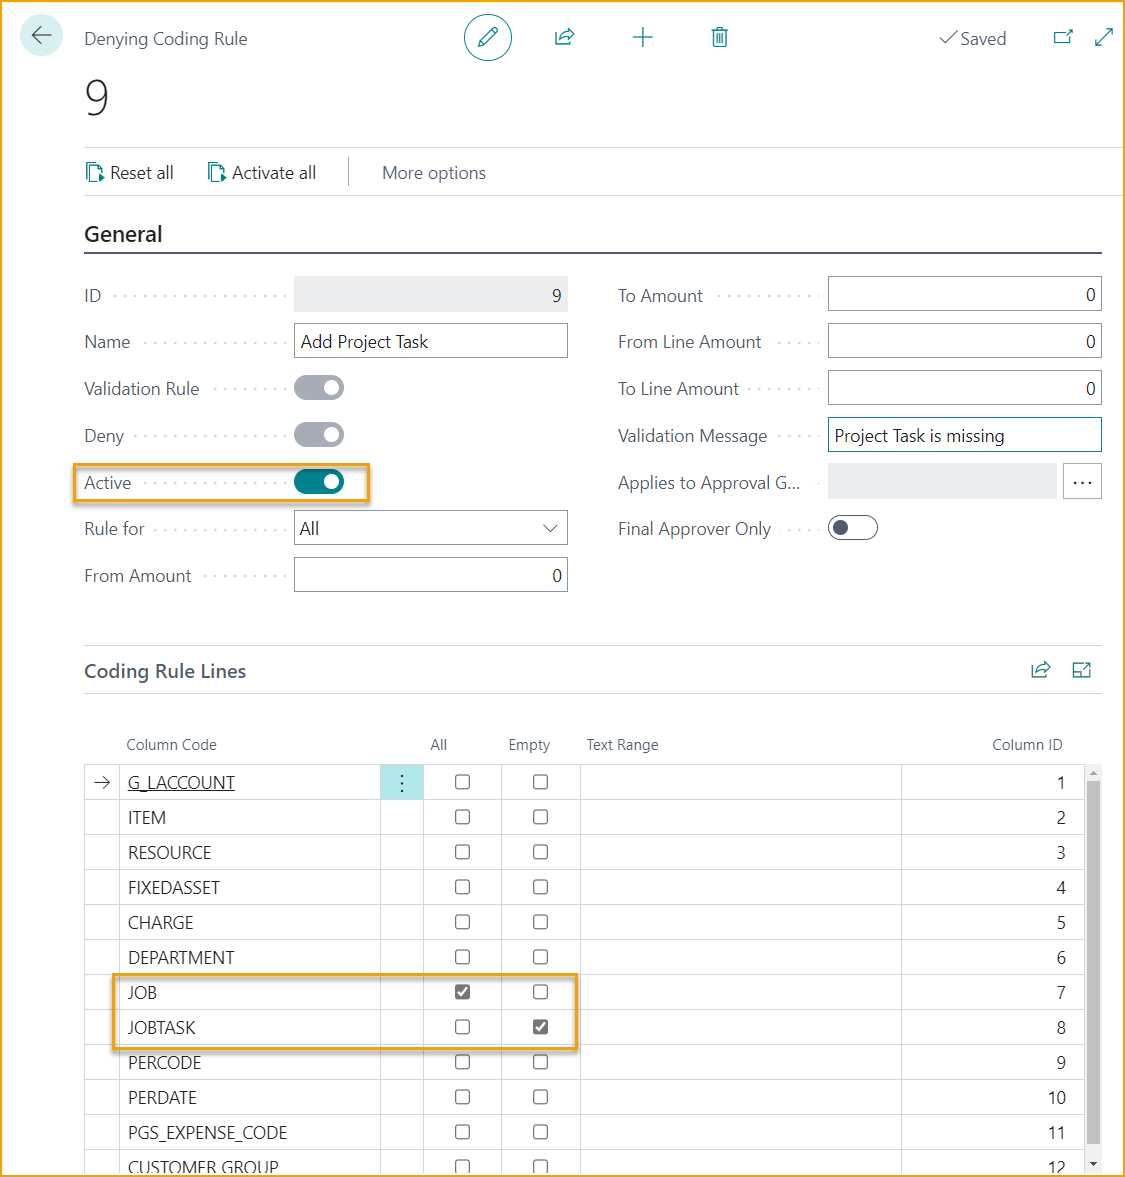 Denying Coding Rule
Saved
9
Reset all
Activate all
More options
General
ID 9
Name Add Project Task
Validation Rule
Deny
Active
Rule for All
From Amount 0
To Amount 0
From Line Amount 0
To Line Amount 0
Validation Message Project Task is missing
Applies to Approval G...
Final Approver Only
Coding Rule Lines
Column Code All Empty Text Range Column ID
G_LACCOUNT 1
ITEM 2
RESOURCE 3
FIXEDASSET 4
CHARGE 5
DEPARTMENT 6
JOB 7
JOBTASK 8
PERCODE 9
PERDATE 10
PGS_EXPENSE_CODE 11
CUSTOMER GROUP 12